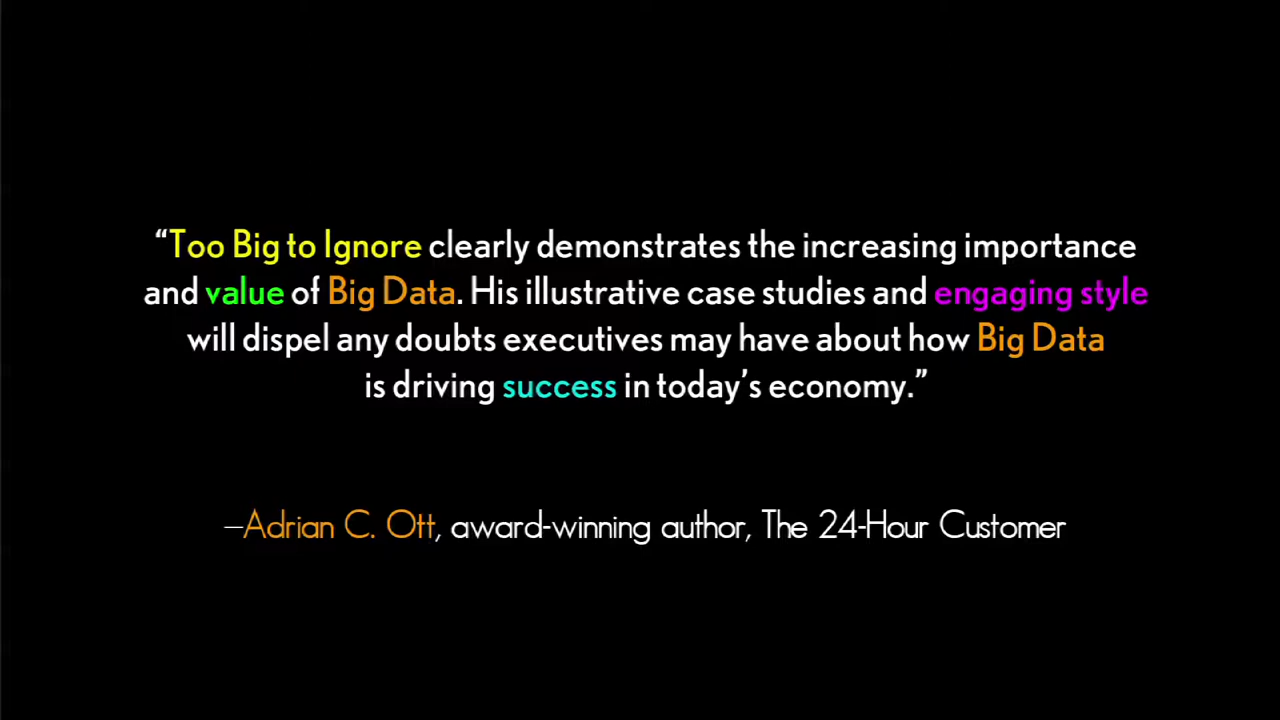 “Too Big to Ignore clearly demonstrates the increasing importance
and value of Big Data. His illustrative case studies and engaging style
will dispel any doubts executives may have about how Big Data
is driving success in today’s economy.”
–Adrian C. Ott, award-winning author, The 24-Hour Customer